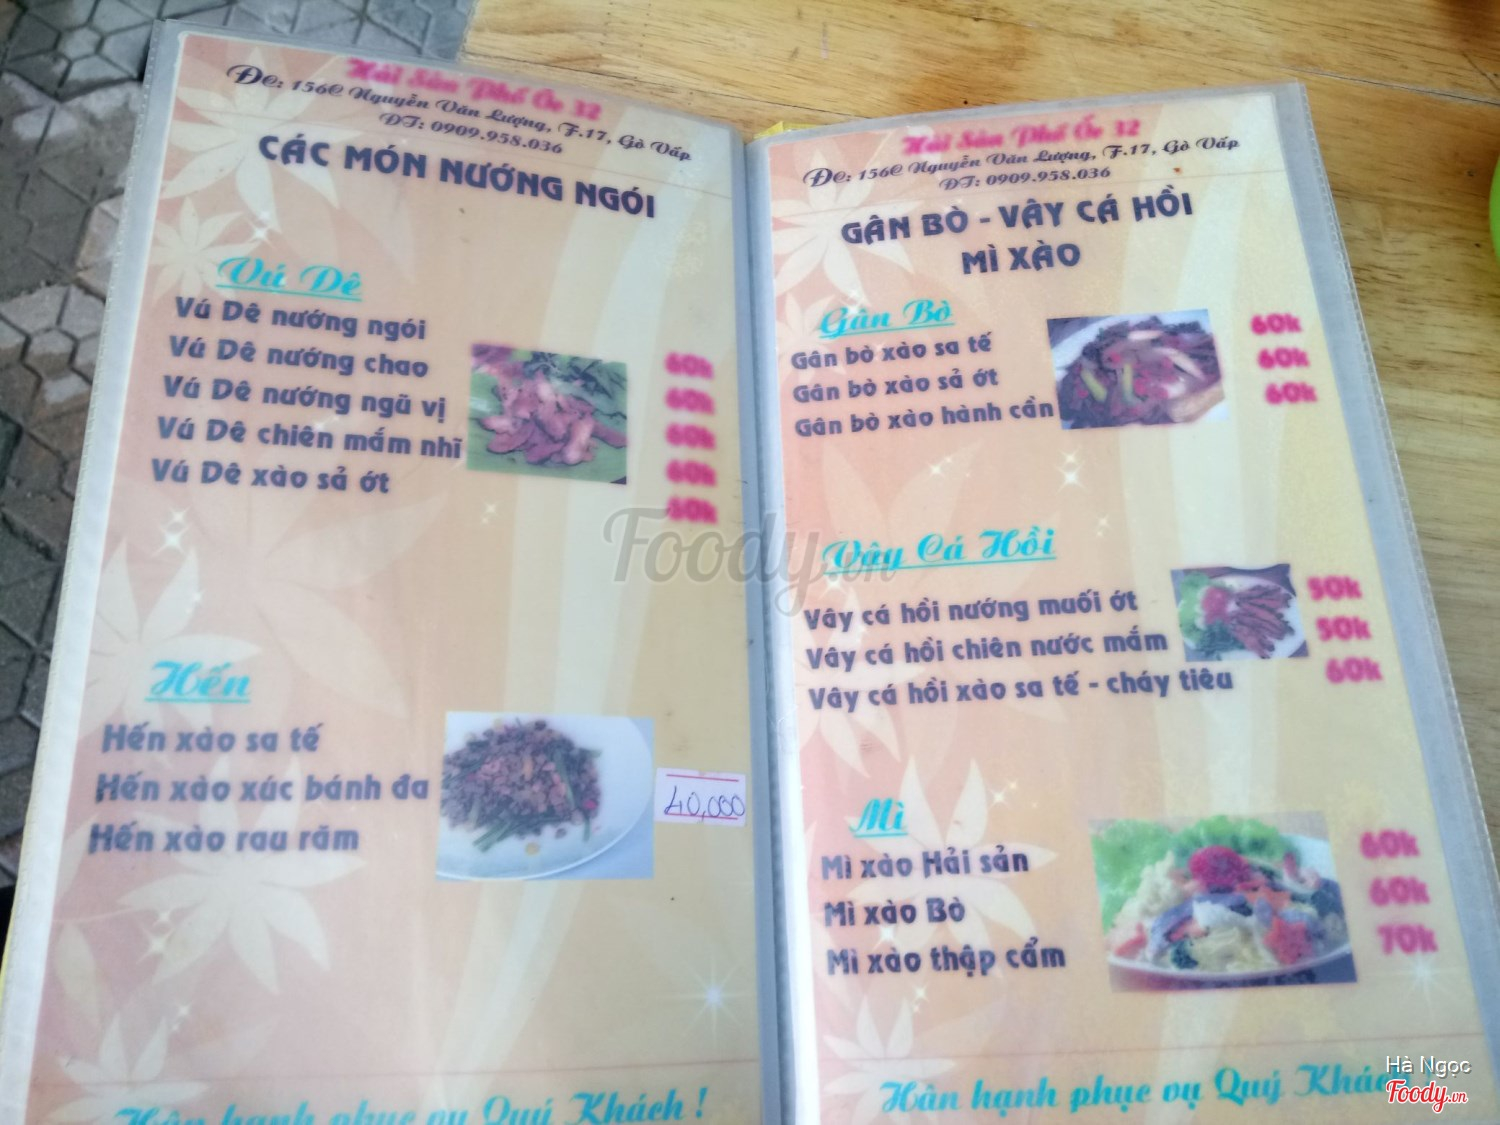 Hải Sản Phố Ốc 32
Đc: 156C Nguyễn Văn Lượng, F.17, Gò Vấp
ĐT: 0909.958.036
CÁC MÓN NƯỚNG NGÓI
Vú Dê
Vú Dê nướng ngói 60k
Vú Dê nướng chao 60k
Vú Dê nướng ngũ vị 60k
Vú Dê chiên mắm nhĩ 60k
Vú Dê xào sả ớt 60k
Hến
Hến xào sa tế
Hến xào xúc bánh đa 40,000
Hến xào rau răm
Hân hạnh phục vụ Quý Khách !
Hải Sản Phố Ốc 32
Đc: 156C Nguyễn Văn Lượng, F.17, Gò Vấp
ĐT: 0909.958.036
GÂN BÒ - VÂY CÁ HỒI
MÌ XÀO
Gân Bò
Gân bò xào sa tế 60k
Gân bò xào sả ớt 60k
Gân bò xào hành cần 60k
Vây Cá Hồi
Vây cá hồi nướng muối ớt 50k
Vây cá hồi chiên nước mắm 50k
Vây cá hồi xào sa tế - cháy tiêu 60k
Mì
Mì xào Hải sản 60k
Mì xào Bò 60k
Mì xào thập cẩm 70k
Hân hạnh phục vụ Quý Khách
Foody.vn
Hà Ngọc
Foody.vn